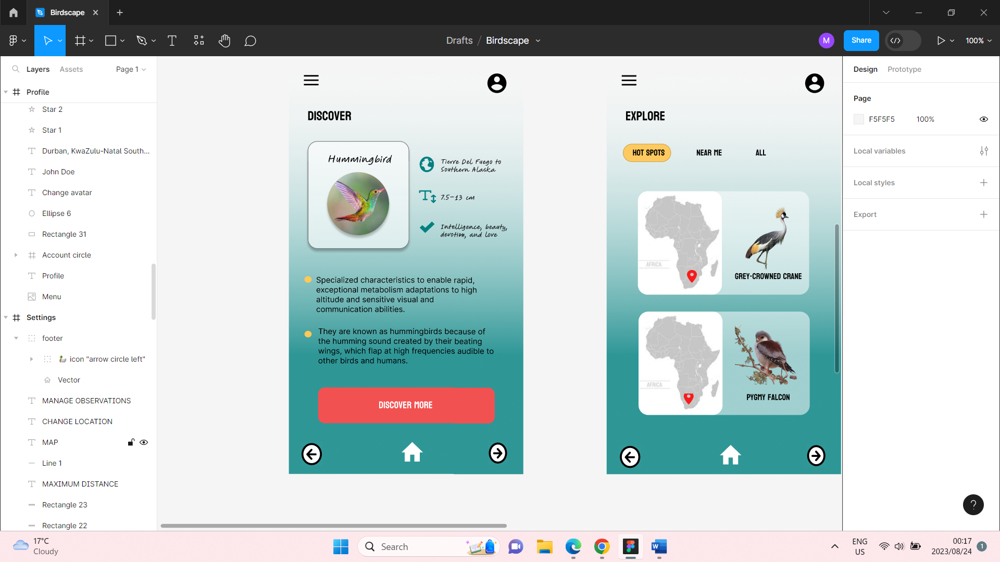 Birdscape
Drafts / Birdscape
M
Share
100%
Layers
Assets
Page 1
Profile
Star 2
Star 1
Durban, KwaZulu-Natal South...
John Doe
Change avatar
Ellipse 6
Rectangle 31
Account circle
Profile
Menu
Settings
footer
icon "arrow circle left"
Vector
MANAGE OBSERVATIONS
CHANGE LOCATION
MAP
Line 1
MAXIMUM DISTANCE
Rectangle 23
Rectangle 22
DISCOVER
Hummingbird
Tierre Del Fuego to
Southern Alaska
7.5-13 cm
Intelligence, beauty,
devotion, and love
Specialized characteristics to enable rapid,
exceptional metabolism adaptations to high
altitude and sensitive visual and
communication abilities.
They are known as hummingbirds because of
the humming sound created by their beating
wings, which flap at high frequencies audible to
other birds and humans.
DISCOVER MORE
EXPLORE
HOT SPOTS
NEAR ME
ALL
AFRICA
GREY-CROWNED CRANE
AFRICA
PYGMY FALCON
Design
Prototype
Page
F5F5F5
100%
Local variables
Local styles
Export
?
17°C
Cloudy
Search
ENG
US
00:17
2023/08/24
1